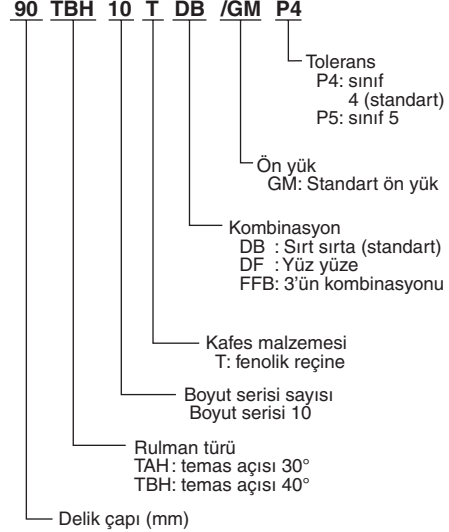 90 TBH 10 T DB /GM P4
Tolerans
P4: sınıf
4 (standart)
P5: sınıf 5
Ön yük
GM: Standart ön yük
Kombinasyon
DB : Sırt sırta (standart)
DF : Yüz yüze
FFB: 3’ün kombinasyonu
Kafes malzemesi
T: fenolik reçine
Boyut serisi sayısı
Boyut serisi 10
Rulman türü
TAH: temas açısı 30°
TBH: temas açısı 40°
Delik çapı (mm)